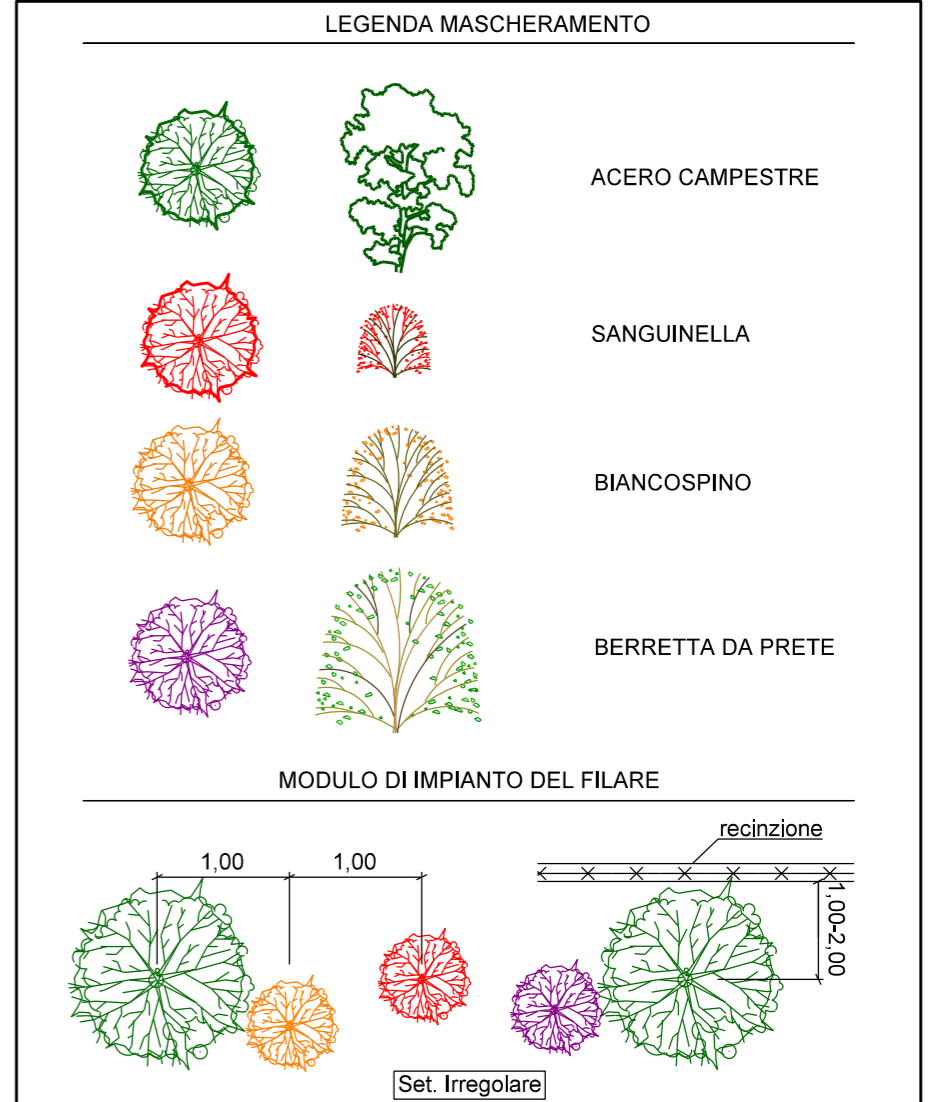 LEGENDA MASCHERAMENTO
ACERO CAMPESTRE
SANGUINELLA
BIANCOSPINO
BERRETTA DA PRETE
MODULO DI IMPIANTO DEL FILARE
recinzione
1,00
1,00
1,00-2,00
Set. Irregolare